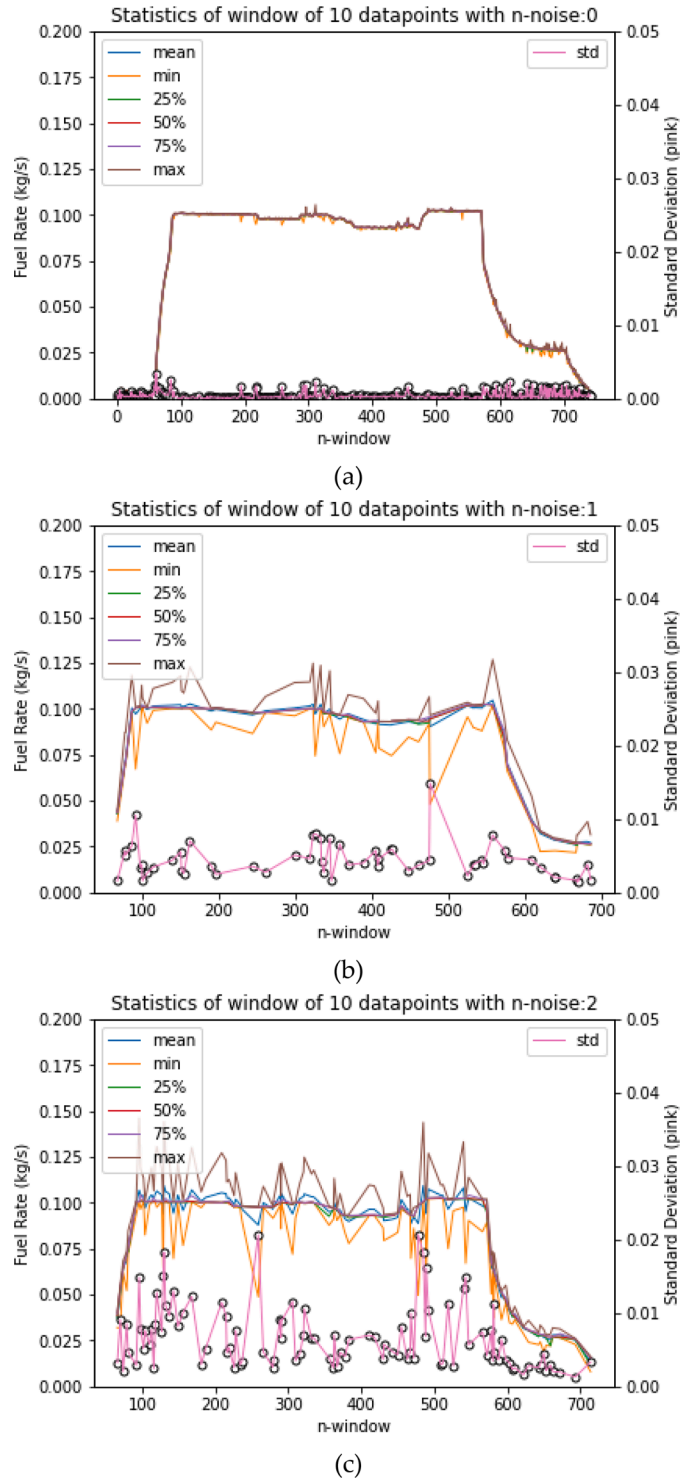 Statistics of window of 10 datapoints with n-noise:0
0.200
0.175
0.150
0.125
0.100
0.075
0.050
0.025
0.000
Fuel Rate (kg/s)
mean
min
25%
50%
75%
max
std
0.05
0.04
0.03
0.02
0.01
0.00
Standard Deviation (pink)
0 100 200 300 400 500 600 700
n-window
(a)
Statistics of window of 10 datapoints with n-noise:1
0.200
0.175
0.150
0.125
0.100
0.075
0.050
0.025
0.000
Fuel Rate (kg/s)
mean
min
25%
50%
75%
max
std
0.05
0.04
0.03
0.02
0.01
0.00
Standard Deviation (pink)
100 200 300 400 500 600 700
n-window
(b)
Statistics of window of 10 datapoints with n-noise:2
0.200
0.175
0.150
0.125
0.100
0.075
0.050
0.025
0.000
Fuel Rate (kg/s)
mean
min
25%
50%
75%
max
std
0.05
0.04
0.03
0.02
0.01
0.00
Standard Deviation (pink)
100 200 300 400 500 600 700
n-window
(c)